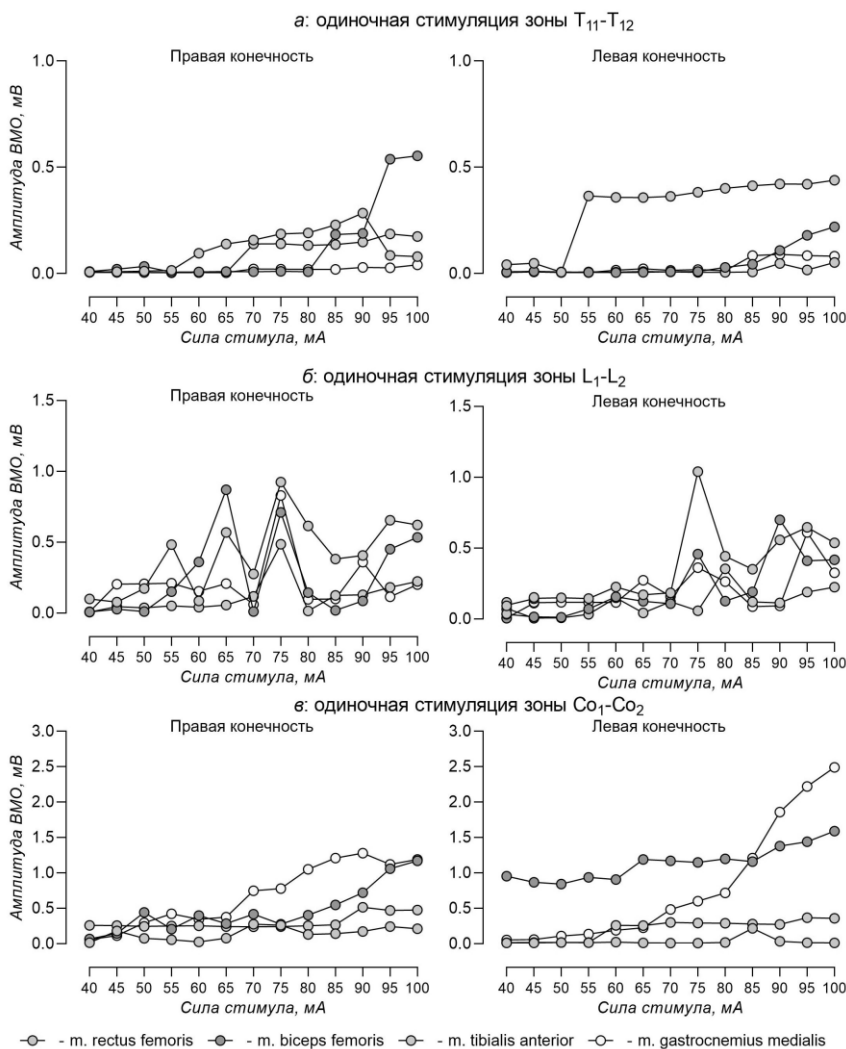 а: одиночная стимуляция зоны T₁₁-T₁₂
Правая конечность
Левая конечность
Амплитуда ВМО, мВ
1.0
0.5
0.0
1.0
0.5
0.0
40 45 50 55 60 65 70 75 80 85 90 95 100
40 45 50 55 60 65 70 75 80 85 90 95 100
Сила стимула, мА
Сила стимула, мА
б: одиночная стимуляция зоны L₁-L₂
Правая конечность
Левая конечность
Амплитуда ВМО, мВ
1.5
1.0
0.5
0.0
1.5
1.0
0.5
0.0
40 45 50 55 60 65 70 75 80 85 90 95 100
40 45 50 55 60 65 70 75 80 85 90 95 100
Сила стимула, мА
Сила стимула, мА
в: одиночная стимуляция зоны Co₁-Co₂
Правая конечность
Левая конечность
Амплитуда ВМО, мВ
3.0
2.5
2.0
1.5
1.0
0.5
0.0
3.0
2.5
2.0
1.5
1.0
0.5
0.0
40 45 50 55 60 65 70 75 80 85 90 95 100
40 45 50 55 60 65 70 75 80 85 90 95 100
Сила стимула, мА
Сила стимула, мА
- m. rectus femoris - m. biceps femoris - m. tibialis anterior - m. gastrocnemius medialis